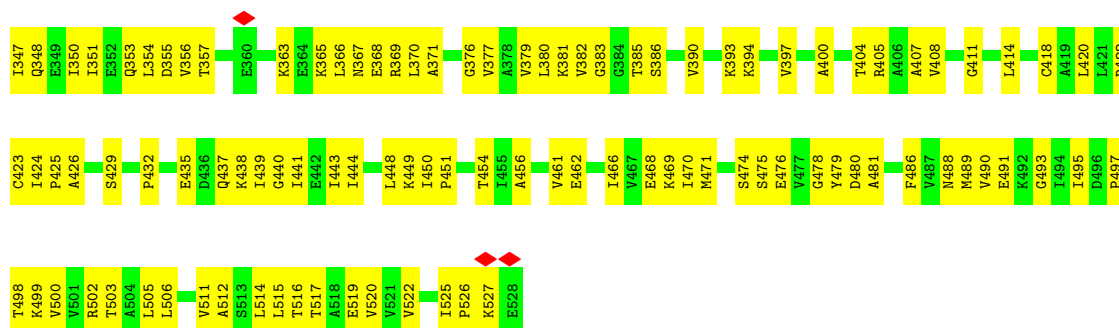 I347 Q348 E349 I350 I351 E352 Q353 L354 D355 V356 T357 E360 K363 E364 K365 L366 N367 E368 R369 L370 A371 G376 V377 A378 V379 L380 K381 V382 G383 G384 T385 S386 V390 K393 K394 V397 A400 T404 R405 A406 A407 V408 G411 L414 C418 A419 L420 L421
C423 I424 P425 A426 S429 P432 E435 D436 Q437 K438 I439 G440 I441 E442 I443 I444 L448 K449 I450 P451 T454 I455 A456 V461 E462 I466 V467 E468 K469 I470 M471 S474 S475 E476 V477 G478 Y479 D480 A481 F486 V487 N488 M489 V490 E491 K492 G493 I494 I495 D496 P497
T498 K499 V500 V501 R502 T503 A504 L505 L506 V511 A512 S513 L514 L515 T516 T517 A518 E519 V520 V521 V522 I525 P526 K527 E528